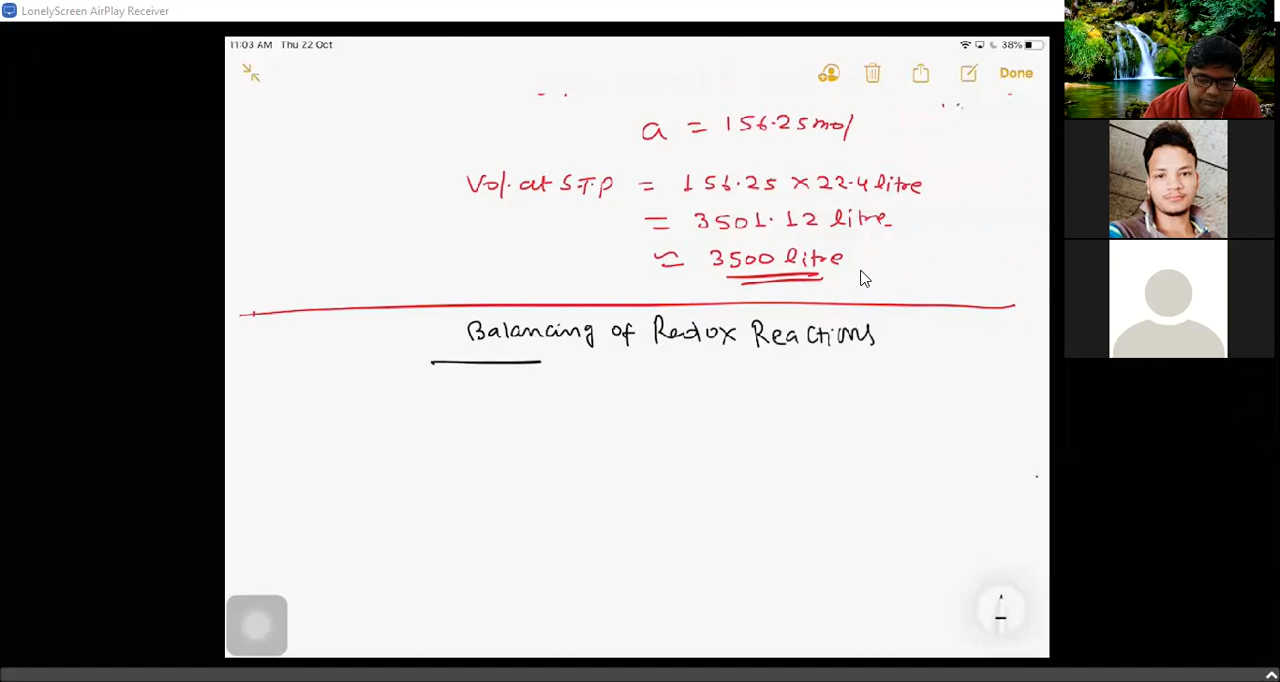 LonelyScreen AirPlay Receiver
11:03 AM Thu 22 Oct
38%
Done
a = 156.25 mol
Vol. at S.T.P = 156.25 × 22.4 litre
= 3501.12 litre
≃ 3500 litre
Balancing of Redox Reactions